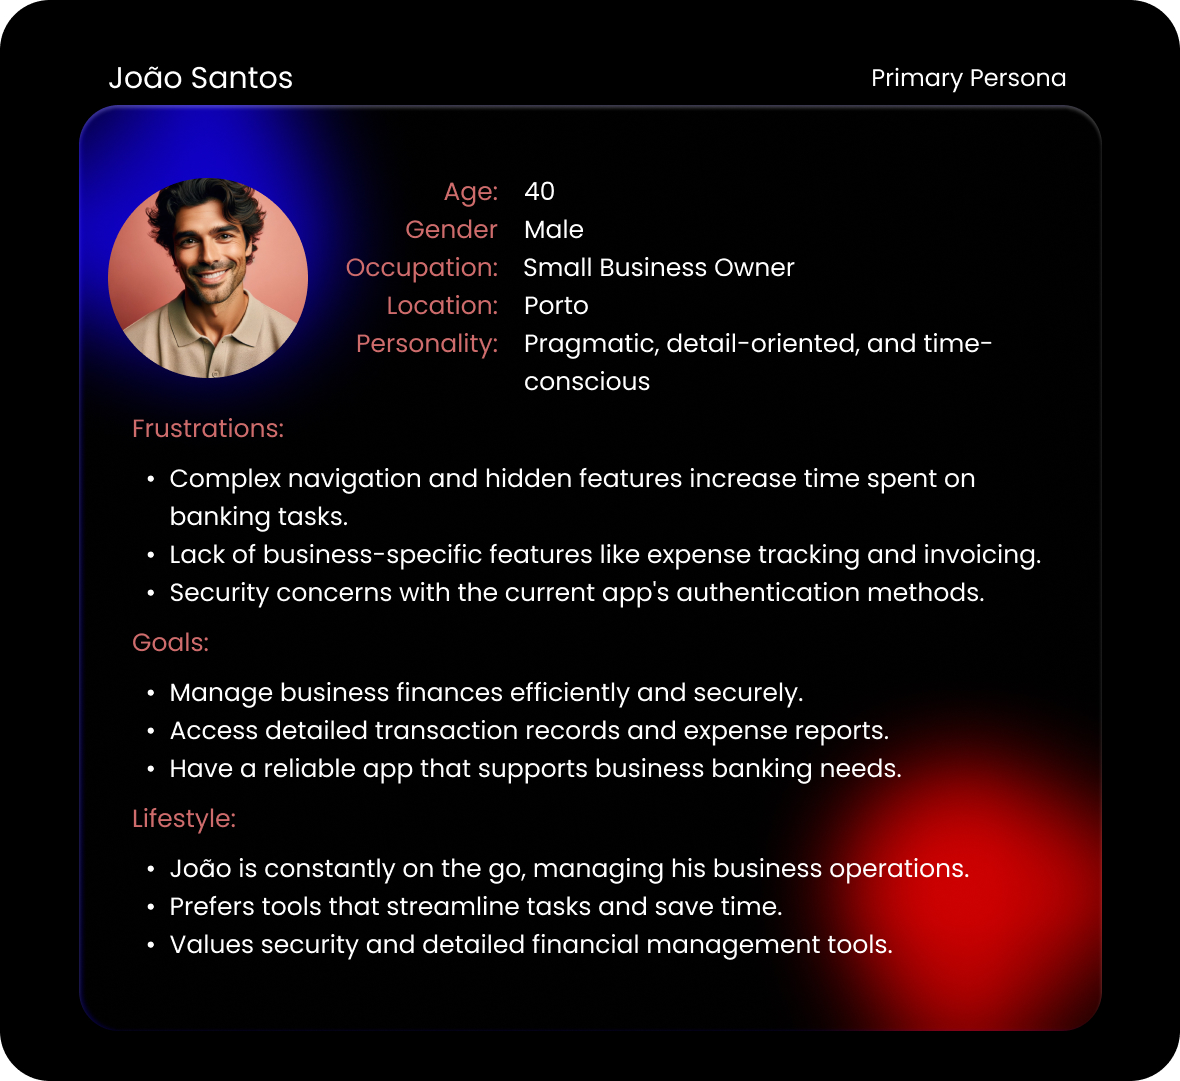 João Santos
Primary Persona
Age: 40
Gender Male
Occupation: Small Business Owner
Location: Porto
Personality: Pragmatic, detail-oriented, and time-
conscious
Frustrations:
• Complex navigation and hidden features increase time spent on
banking tasks.
• Lack of business-specific features like expense tracking and invoicing.
• Security concerns with the current app's authentication methods.
Goals:
• Manage business finances efficiently and securely.
• Access detailed transaction records and expense reports.
• Have a reliable app that supports business banking needs.
Lifestyle:
• João is constantly on the go, managing his business operations.
• Prefers tools that streamline tasks and save time.
• Values security and detailed financial management tools.